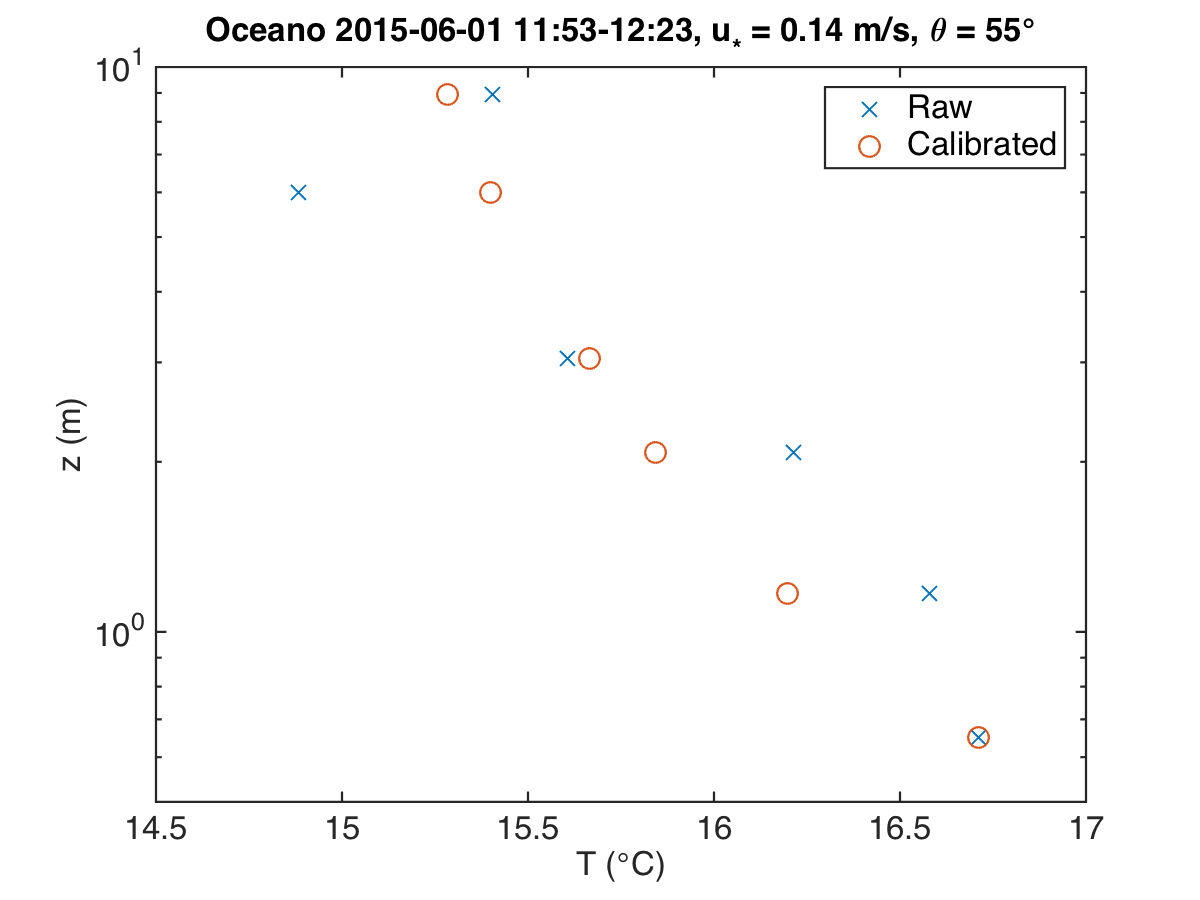 Oceano 2015-06-01 11:53-12:23, u* = 0.14 m/s, θ = 55°
10¹
Raw
Calibrated
z (m)
10⁰
14.5 15 15.5 16 16.5 17
T (°C)